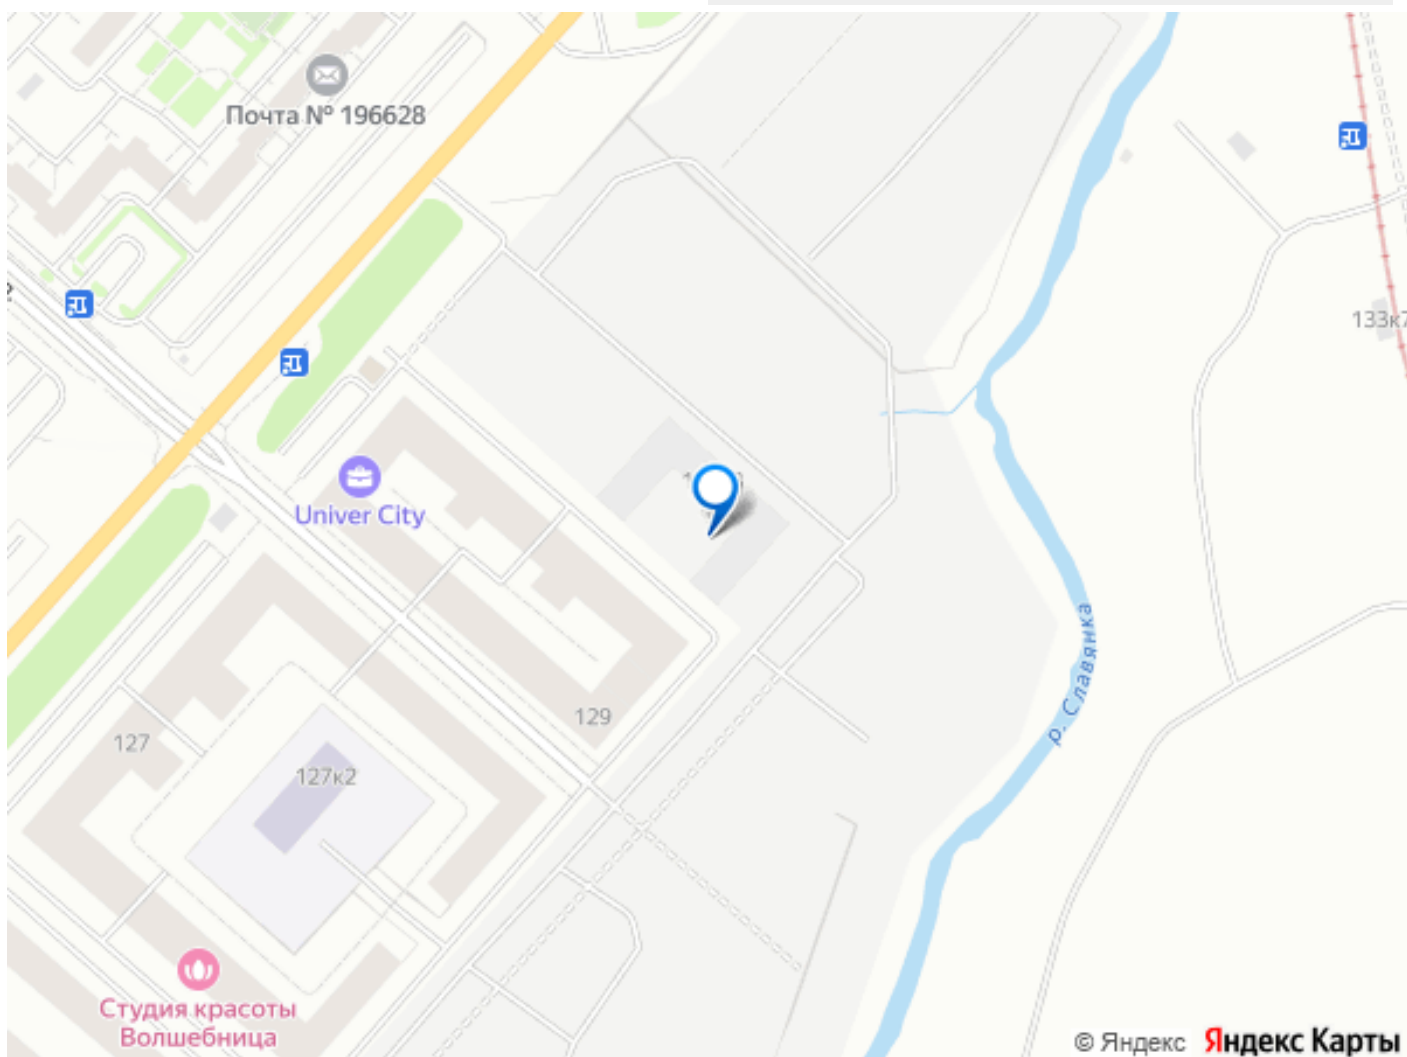 Почта № 196628
133к7
Univer City
р. Славянка
129
127
127к2
Студия красоты
Волшебница
© Яндекс Яндекс Карты